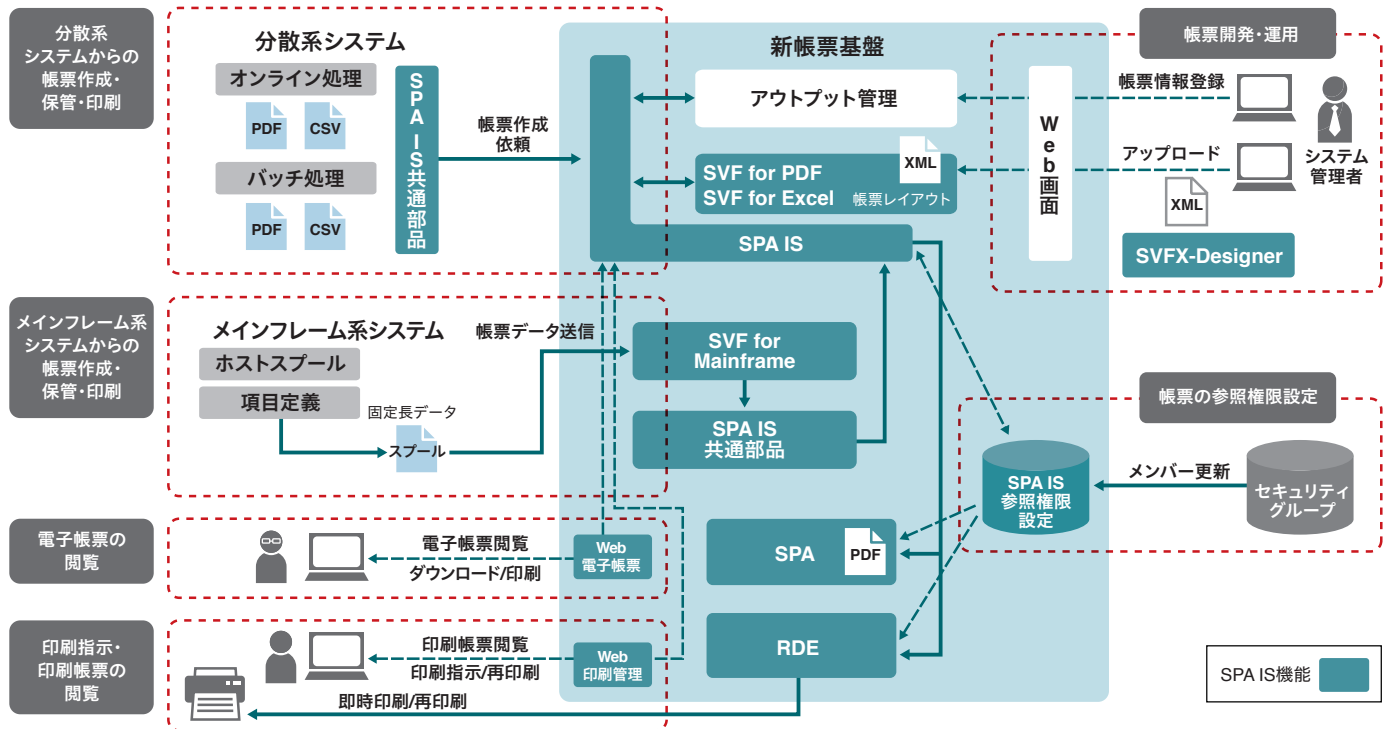 分散系
システムからの
帳票作成・
保管・印刷
分散系システム
オンライン処理
PDF
CSV
バッチ処理
PDF
CSV
SPA IS共通部品
帳票作成
依頼
新帳票基盤
アウトプット管理
SVF for PDF
SVF for Excel
XML
帳票レイアウト
SPA IS
Web画面
帳票開発・運用
帳票情報登録
アップロード
XML
システム
管理者
SVFX-Designer
メインフレーム系
システムからの
帳票作成・
保管・印刷
メインフレーム系システム
ホストスプール
項目定義
固定長データ
スプール
帳票データ送信
SVF for
Mainframe
SPA IS
共通部品
帳票の参照権限設定
SPA IS
参照権限
設定
メンバー更新
セキュリティ
グループ
電子帳票の
閲覧
電子帳票閲覧
ダウンロード/印刷
Web
電子帳票
SPA
PDF
印刷指示・
印刷帳票の
閲覧
印刷帳票閲覧
印刷指示/再印刷
Web
印刷管理
即時印刷/再印刷
RDE
SPA IS機能